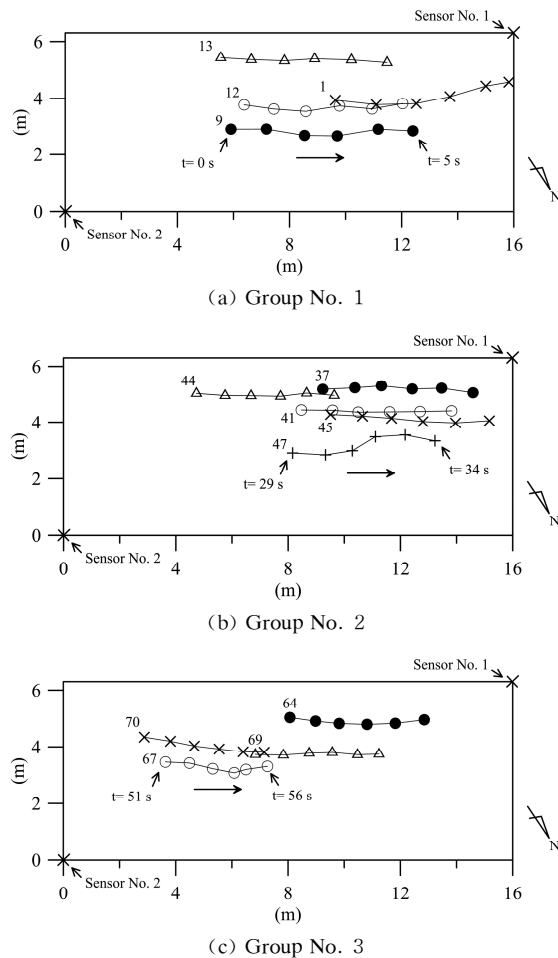 Sensor No. 1
6
13
12
1
4
(m)
9
2
t= 0 s
t= 5 s
0
Sensor No. 2
N
0
4
8
12
16
(m)
(a) Group No. 1
Sensor No. 1
6
44
37
4
41
45
(m)
47
2
t= 29 s
t= 34 s
0
Sensor No. 2
N
0
4
8
12
16
(m)
(b) Group No. 2
Sensor No. 1
6
64
70
69
4
67
(m)
2
t= 51 s
t= 56 s
0
Sensor No. 2
N
0
4
8
12
16
(m)
(c) Group No. 3